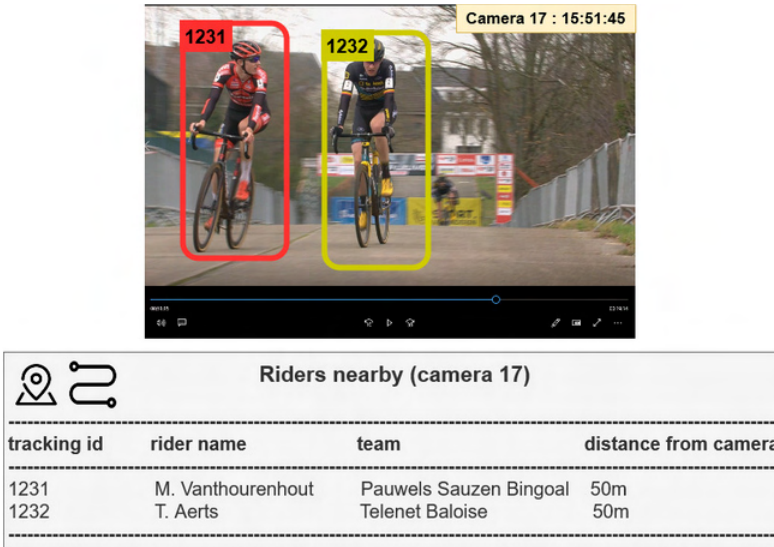 Camera 17 : 15:51:45
1231
1232
Riders nearby (camera 17)
tracking id rider name team distance from camera
1231 M. Vanthourenhout Pauwels Sauzen Bingoal 50m
1232 T. Aerts Telenet Baloise 50m